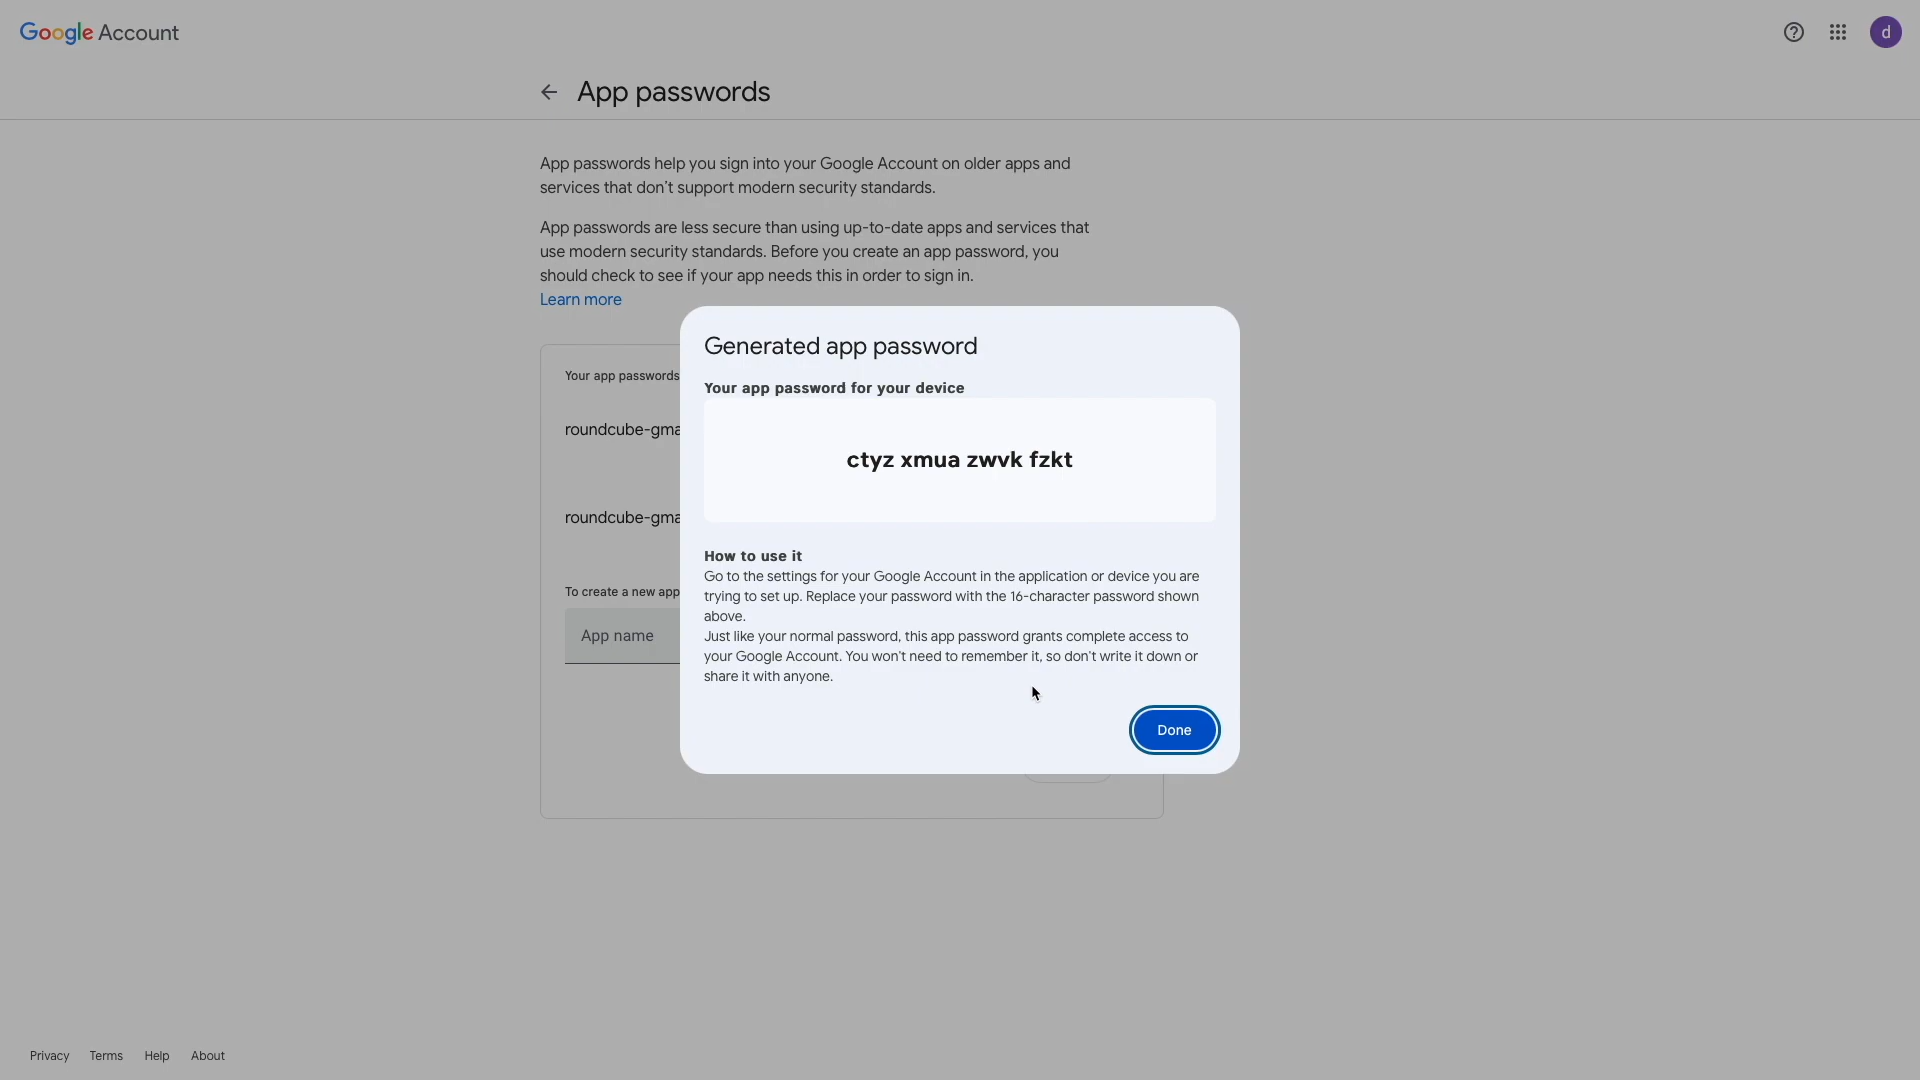 Google Account
d
App passwords
App passwords help you sign into your Google Account on older apps and
services that don't support modern security standards.
App passwords are less secure than using up-to-date apps and services that
use modern security standards. Before you create an app password, you
should check to see if your app needs this in order to sign in.
Learn more
Generated app password
Your app passwords
Your app password for your device
roundcube-gma
ctyz xmua zwvk fzkt
roundcube-gma
How to use it
Go to the settings for your Google Account in the application or device you are
trying to set up. Replace your password with the 16-character password shown
above.
Just like your normal password, this app password grants complete access to
your Google Account. You won't need to remember it, so don't write it down or
share it with anyone.
To create a new app
App name
Done
Privacy Terms Help About